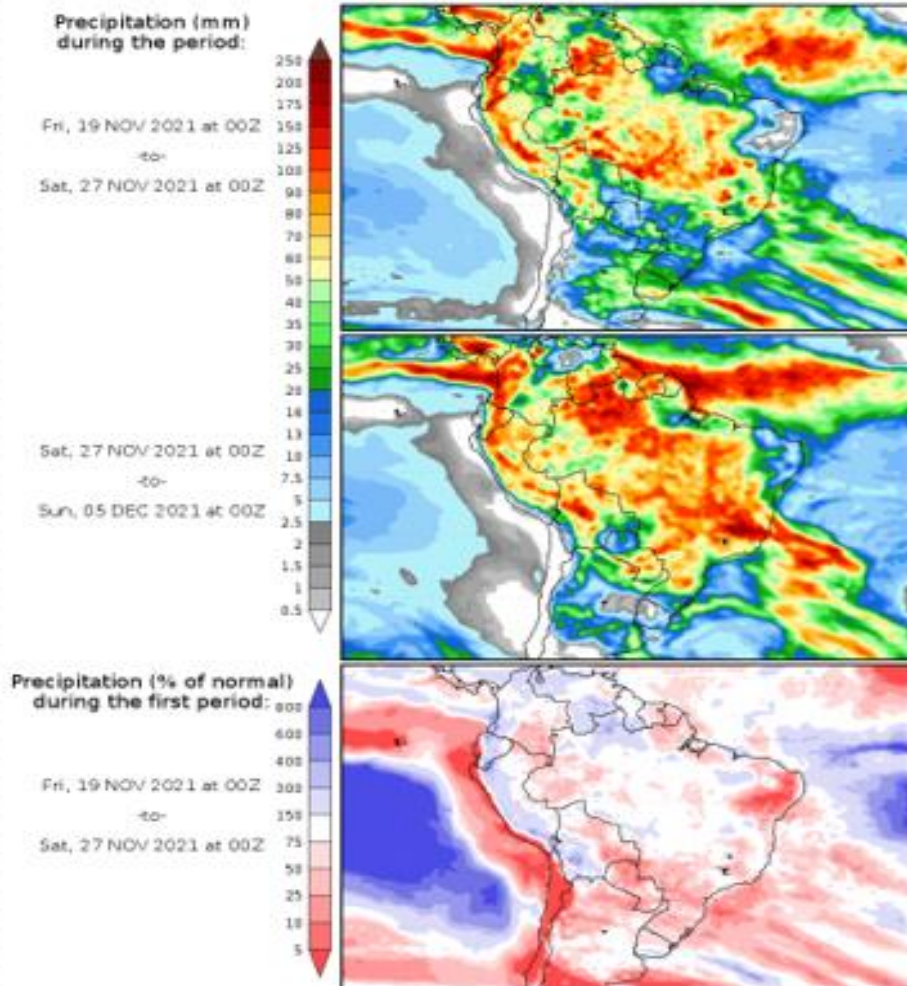 Precipitation (mm)
during the period:
Fri, 19 NOV 2021 at 00Z
-to-
Sat, 27 NOV 2021 at 00Z
Sat, 27 NOV 2021 at 00Z
-to-
Sun, 05 DEC 2021 at 00Z
250
200
175
150
125
100
90
80
70
60
50
40
35
30
20
16
13
10
7.5
5
2.5
2
1.5
1
0.5
Precipitation (% of normal)
during the first period:
Fri, 19 NOV 2021 at 00Z
-to-
Sat, 27 NOV 2021 at 00Z
800
600
400
300
150
75
50
25
10
5